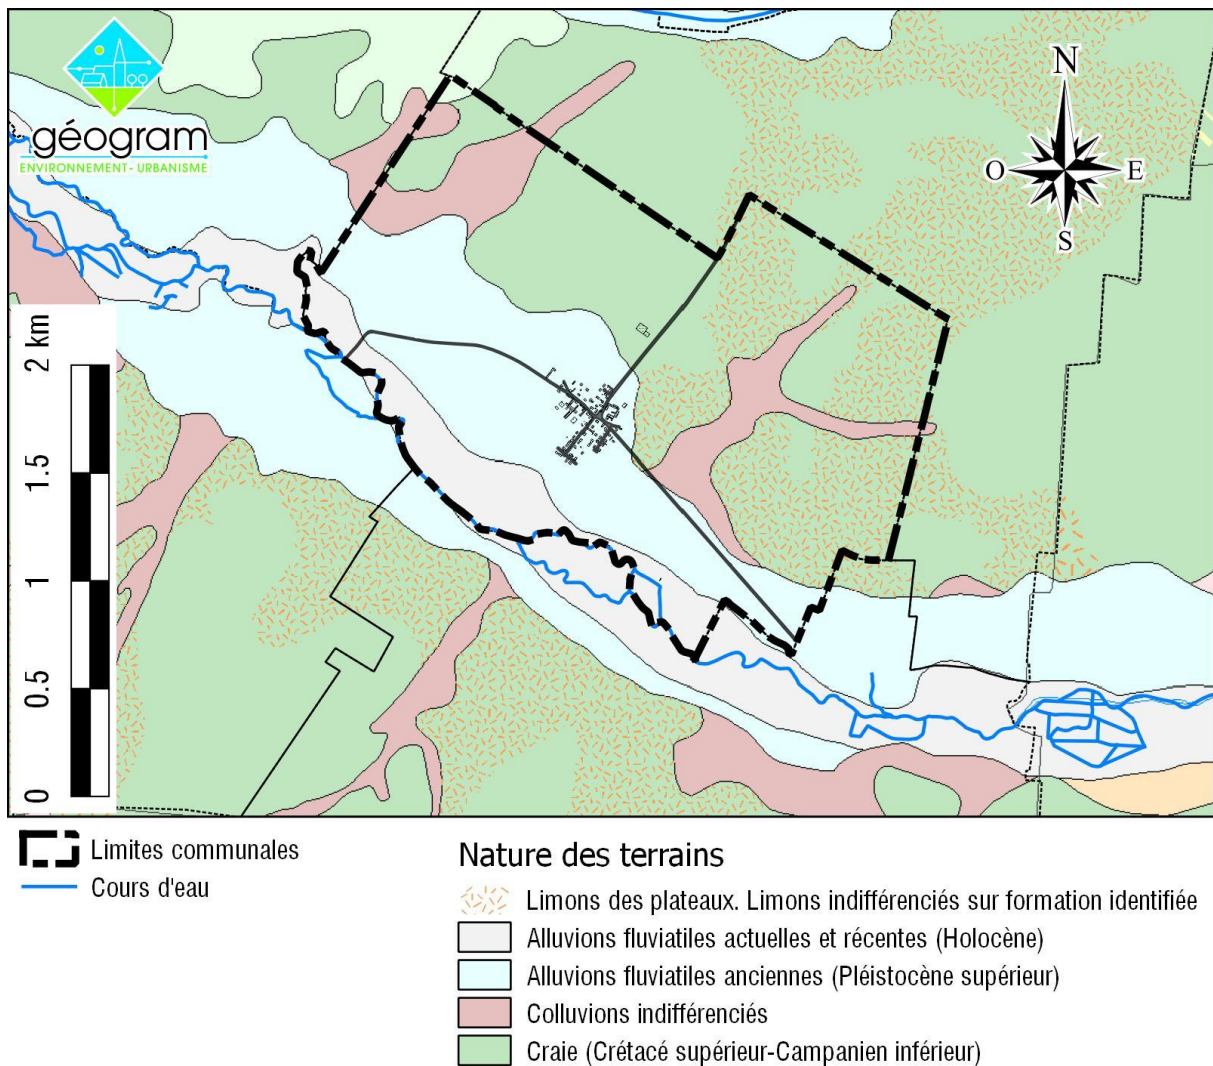 géogram
ENVIRONNEMENT - URBANISME
N
O
E
S
2 km
1.5
1
0.5
0
Limites communales
Cours d'eau
Nature des terrains
Limons des plateaux. Limons indifférenciés sur formation identifiée
Alluvions fluviatiles actuelles et récentes (Holocène)
Alluvions fluviatiles anciennes (Pléistocène supérieur)
Colluvions indifférenciés
Craie (Crétacé supérieur-Campanien inférieur)